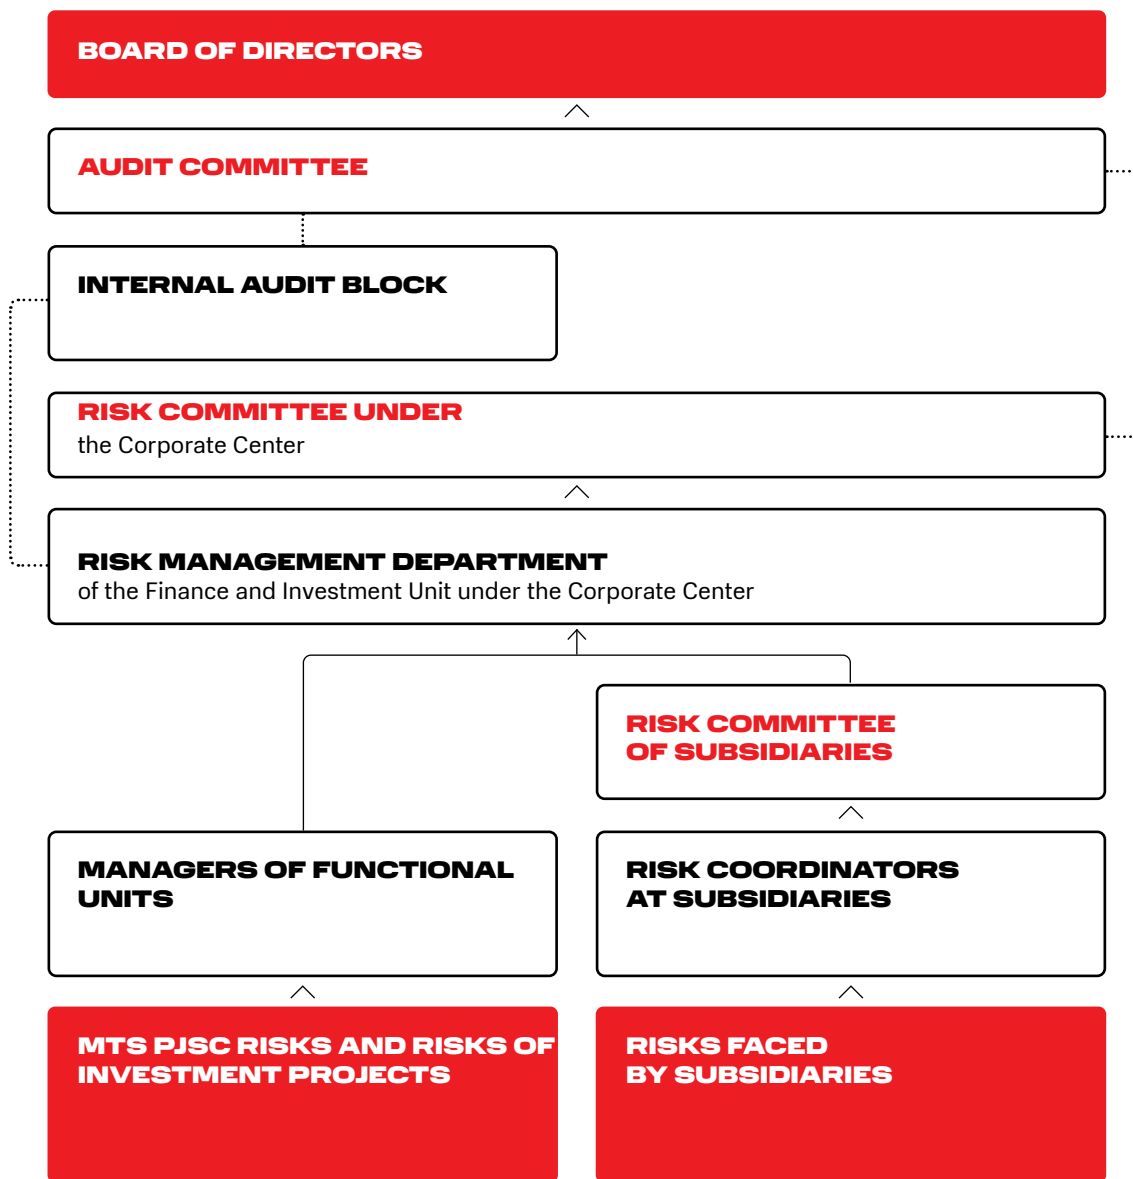 BOARD OF DIRECTORS
AUDIT COMMITTEE
INTERNAL AUDIT BLOCK
RISK COMMITTEE UNDER
the Corporate Center
RISK MANAGEMENT DEPARTMENT
of the Finance and Investment Unit under the Corporate Center
RISK COMMITTEE
OF SUBSIDIARIES
MANAGERS OF FUNCTIONAL
UNITS
RISK COORDINATORS
AT SUBSIDIARIES
MTS PJSC RISKS AND RISKS OF
INVESTMENT PROJECTS
RISKS FACED
BY SUBSIDIARIES